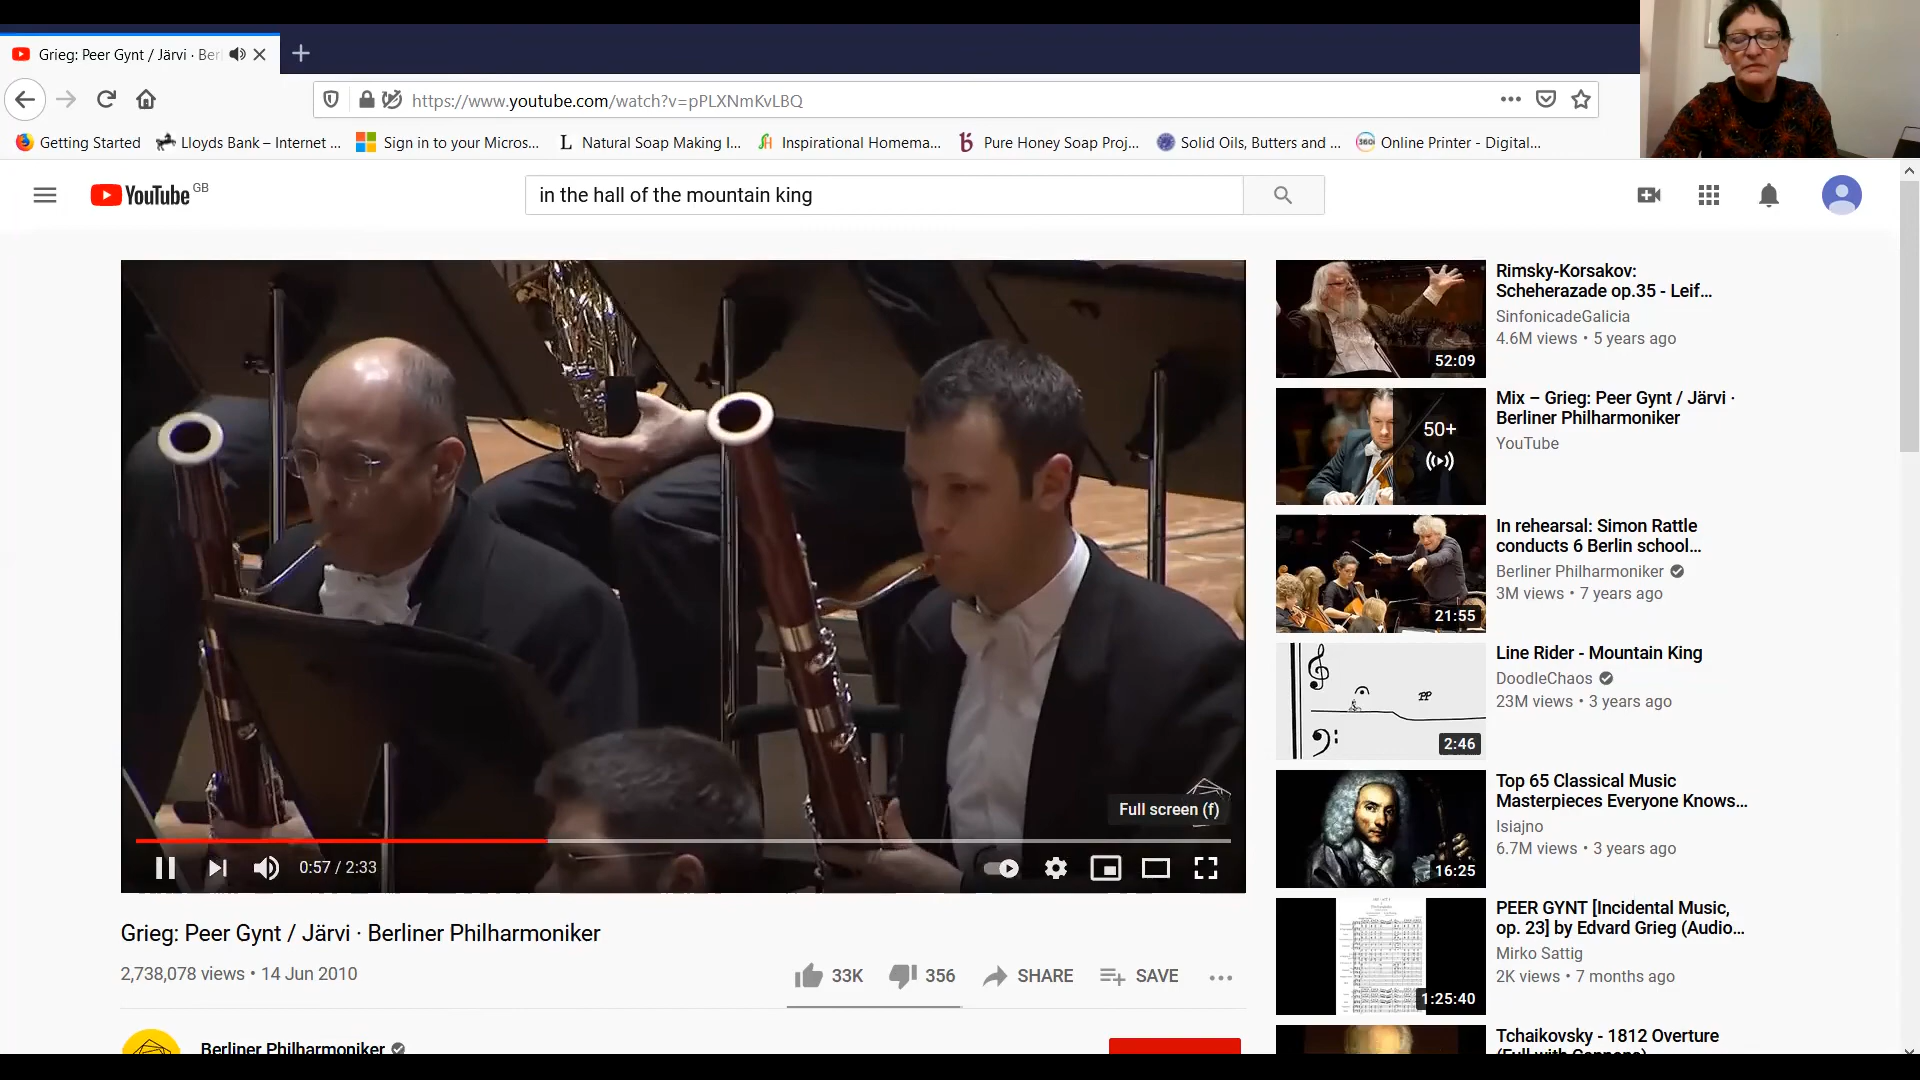 Grieg: Peer Gynt / Järvi · Ber
https://www.youtube.com/watch?v=pPLXNmKvLBQ
Getting Started
Lloyds Bank – Internet ...
Sign in to your Micros...
L
Natural Soap Making I...
Inspirational Homema...
Pure Honey Soap Proj...
Solid Oils, Butters and ...
360
Online Printer - Digital...
YouTube GB
in the hall of the mountain king
Full screen (f)
0:57 / 2:33
Grieg: Peer Gynt / Järvi · Berliner Philharmoniker
2,738,078 views • 14 Jun 2010
33K
356
SHARE
SAVE
Berliner Philharmoniker
52:09
Rimsky-Korsakov:
Scheherazade op.35 - Leif...
SinfonicadeGalicia
4.6M views • 5 years ago
50+
Mix – Grieg: Peer Gynt / Järvi ·
Berliner Philharmoniker
YouTube
21:55
In rehearsal: Simon Rattle
conducts 6 Berlin school...
Berliner Philharmoniker
3M views • 7 years ago
pp
2:46
Line Rider - Mountain King
DoodleChaos
23M views • 3 years ago
16:25
Top 65 Classical Music
Masterpieces Everyone Knows...
Isiajno
6.7M views • 3 years ago
1:25:40
PEER GYNT [Incidental Music,
op. 23] by Edvard Grieg (Audio...
Mirko Sattig
2K views • 7 months ago
Tchaikovsky - 1812 Overture
(Full with Cannons)